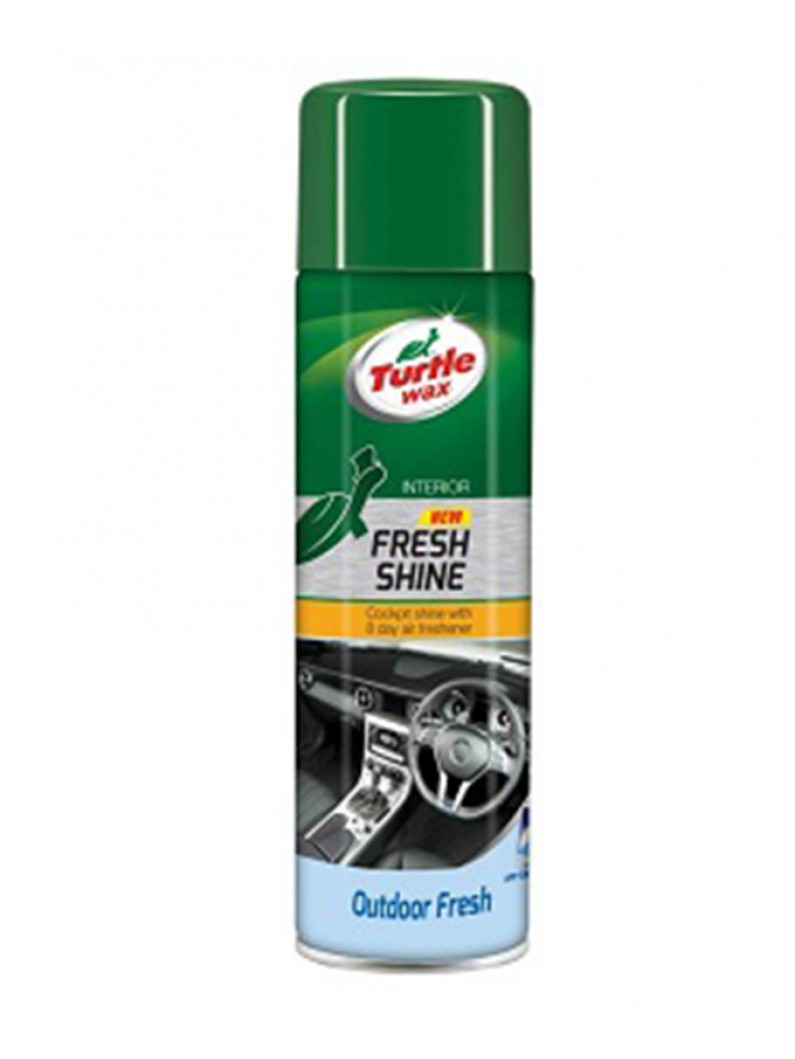 Turtle
wax
INTERIOR
NEW
FRESH
SHINE
Cockpit shine with
8 day air freshener
Outdoor Fresh